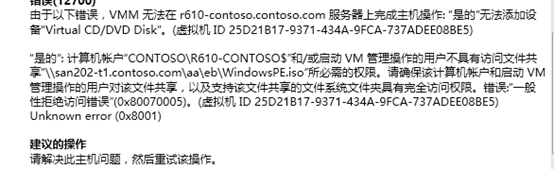 错误(12700)
由于以下错误，VMM 无法在 r610-contoso.contoso.com 服务器上完成主机操作: “是的”无法添加设
备“Virtual CD/DVD Disk”。(虚拟机 ID 25D21B17-9371-434A-9FCA-737ADEE08BE5)
“是的”: 计算机帐户“CONTOSO\R610-CONTOSO$”和/或启动 VM 管理操作的用户不具有访问文件共
享“\\san202-t1.contoso.com\aa\eb\WindowsPE.iso”所必需的权限。请确保该计算机帐户和启动 VM
管理操作的用户对该文件共享，以及支持该文件共享的文件系统文件夹具有完全访问权限。错误:“一般
性拒绝访问错误”(0x80070005)。(虚拟机 ID 25D21B17-9371-434A-9FCA-737ADEE08BE5)
Unknown error (0x8001)
建议的操作
请解决此主机问题，然后重试该操作。